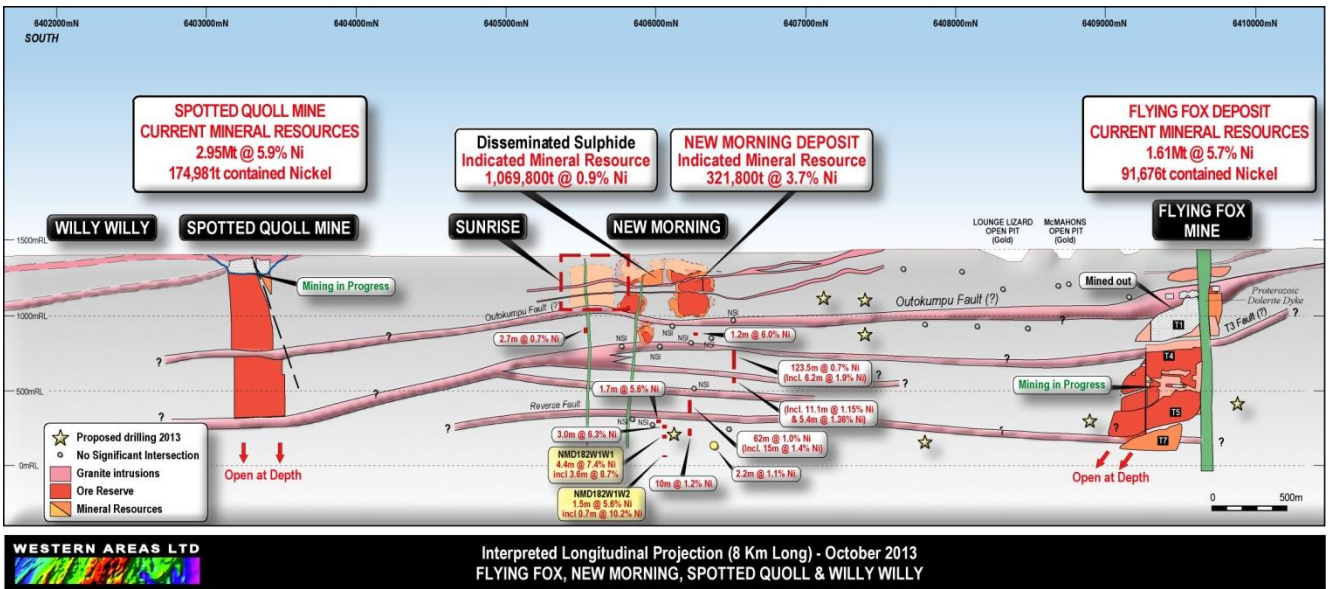 6402000mN
6403000mN
6404000mN
6405000mN
6406000mN
6407000mN
6408000mN
6409000mN
6410000mN
SOUTH
SPOTTED QUOLL MINE
CURRENT MINERAL RESOURCES
2.95Mt @ 5.9% Ni
174,981t contained Nickel
Disseminated Sulphide
Indicated Mineral Resource
1,069,800t @ 0.9% Ni
NEW MORNING DEPOSIT
Indicated Mineral Resource
321,800t @ 3.7% Ni
FLYING FOX DEPOSIT
CURRENT MINERAL RESOURCES
1.61Mt @ 5.7% Ni
91,676t contained Nickel
WILLY WILLY
SPOTTED QUOLL MINE
SUNRISE
NEW MORNING
LOUNGE LIZARD
OPEN PIT
(Gold)
McMAHONS
OPEN PIT
(Gold)
FLYING FOX
MINE
1500mRL
Mining in Progress
Mined out
Proterozoic
Dolerite Dyke
Outokumpu Fault (?)
Outokumpu Fault (?)
1000mRL
T1
T3 Fault (?)
NSI
NSI
NSI
NSI
NSI
NSI
2.7m @ 0.7% Ni
1.2m @ 6.0% Ni
?
?
?
?
T4
123.5m @ 0.7% Ni
(Incl. 6.2m @ 1.9% Ni)
Mining in Progress
500mRL
1.7m @ 5.6% Ni
NSI
(Incl. 11.1m @ 1.15% Ni
& 5.4m @ 1.36% Ni)
T5
Reverse Fault
NSI
NSI
?
?
?
3.0m @ 6.3% Ni
62m @ 1.0% Ni
(Incl. 15m @ 1.4% Ni)
T7
?
NMD182W1W1
4.4m @ 7.4% Ni
incl 3.6m @ 8.7%
2.2m @ 1.1% Ni
10m @ 1.2% Ni
NMD182W1W2
1.5m @ 5.6% Ni
incl 0.7m @ 10.2% Ni
0mRL
Open at Depth
Open at Depth
Proposed drilling 2013
No Significant Intersection
Granite intrusions
Ore Reserve
Mineral Resources
0 500m
WESTERN AREAS LTD
Interpreted Longitudinal Projection (8 Km Long) - October 2013
FLYING FOX, NEW MORNING, SPOTTED QUOLL & WILLY WILLY